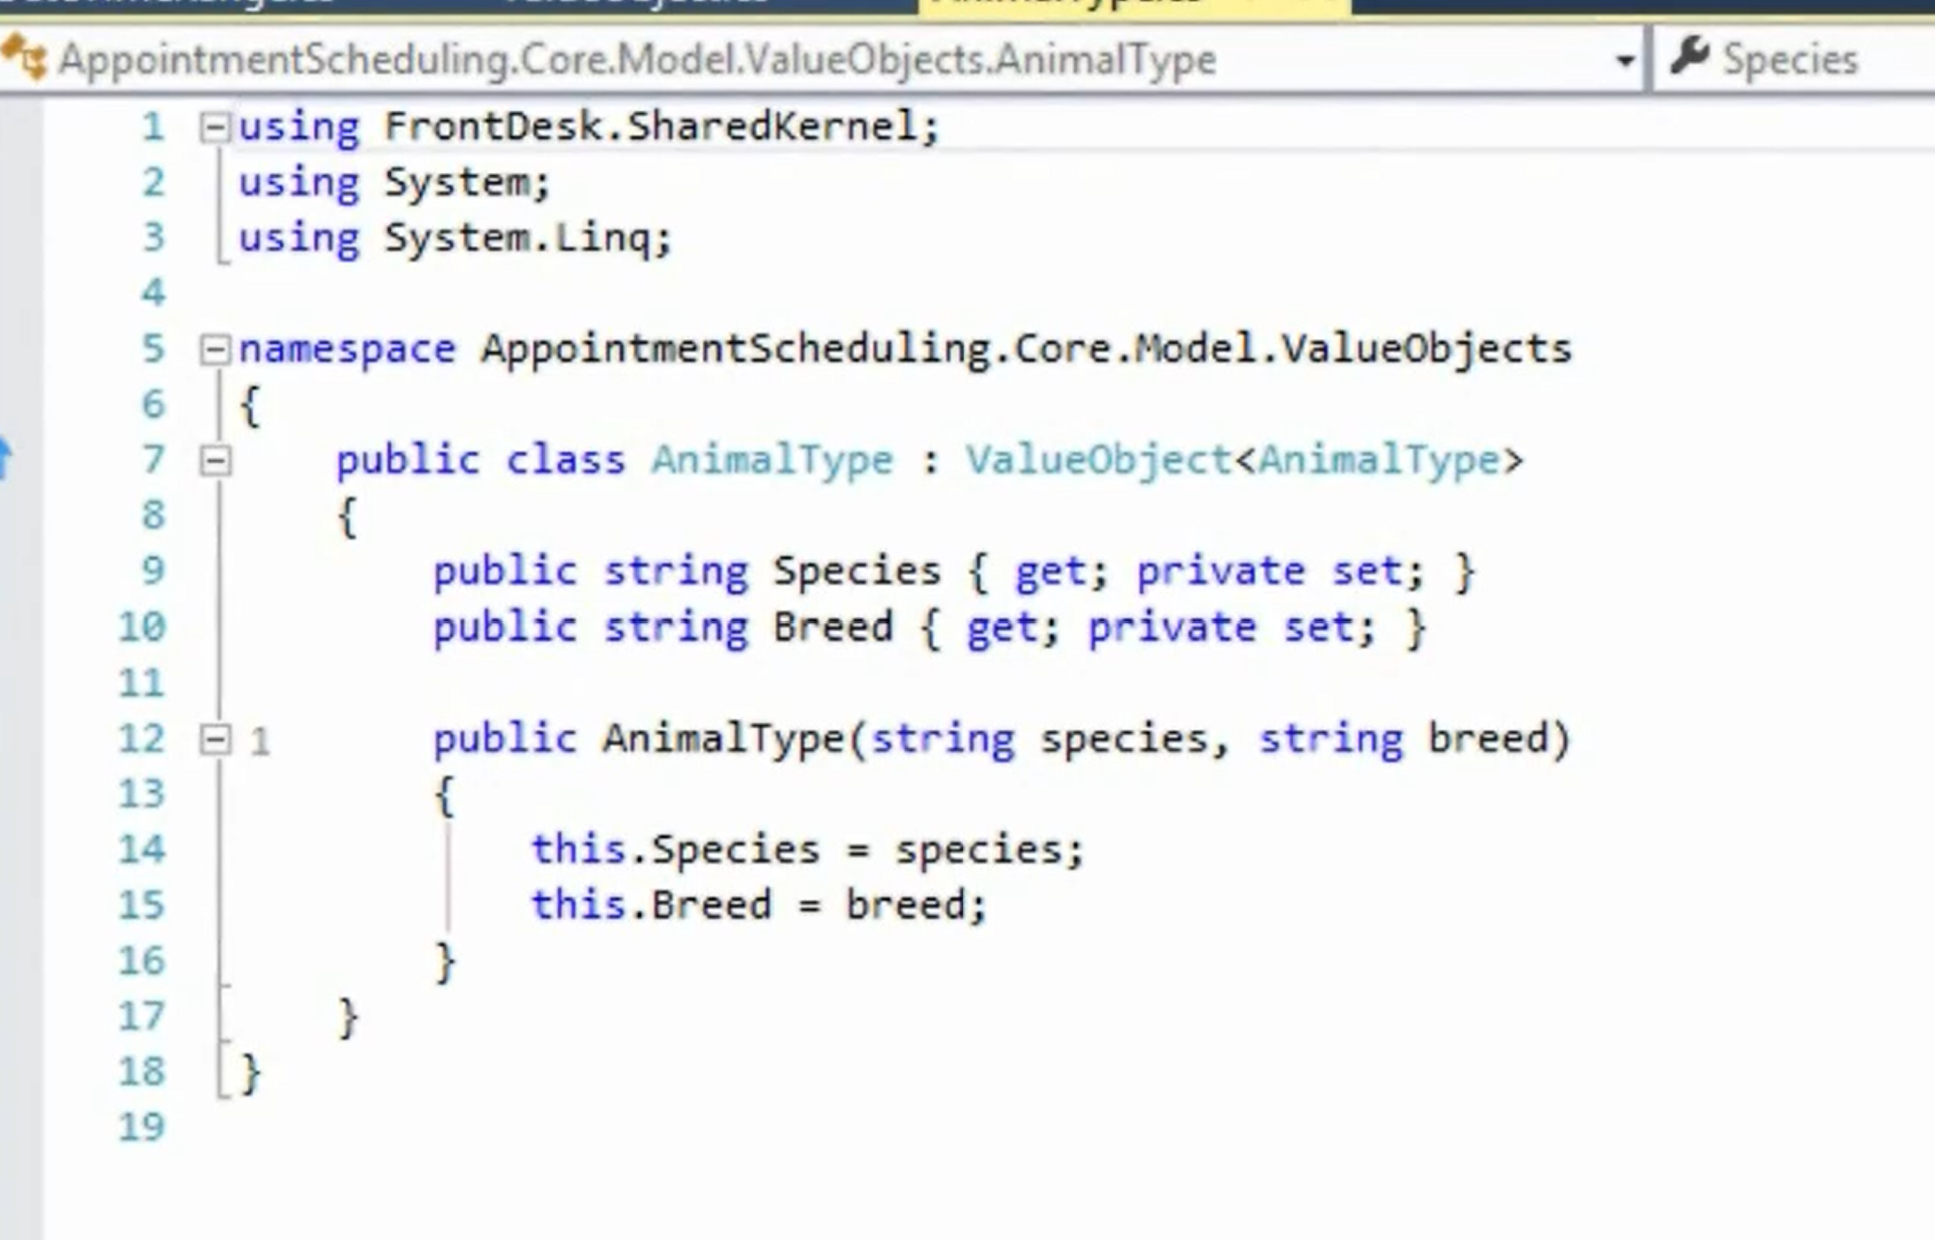 AppointmentScheduling.Core.Model.ValueObjects.AnimalType Species
1 using FrontDesk.SharedKernel;
2 using System;
3 using System.Linq;
4
5 namespace AppointmentScheduling.Core.Model.ValueObjects
6 {
7 public class AnimalType : ValueObject<AnimalType>
8 {
9 public string Species { get; private set; }
10 public string Breed { get; private set; }
11
12 1 public AnimalType(string species, string breed)
13 {
14 this.Species = species;
15 this.Breed = breed;
16 }
17 }
18 }
19